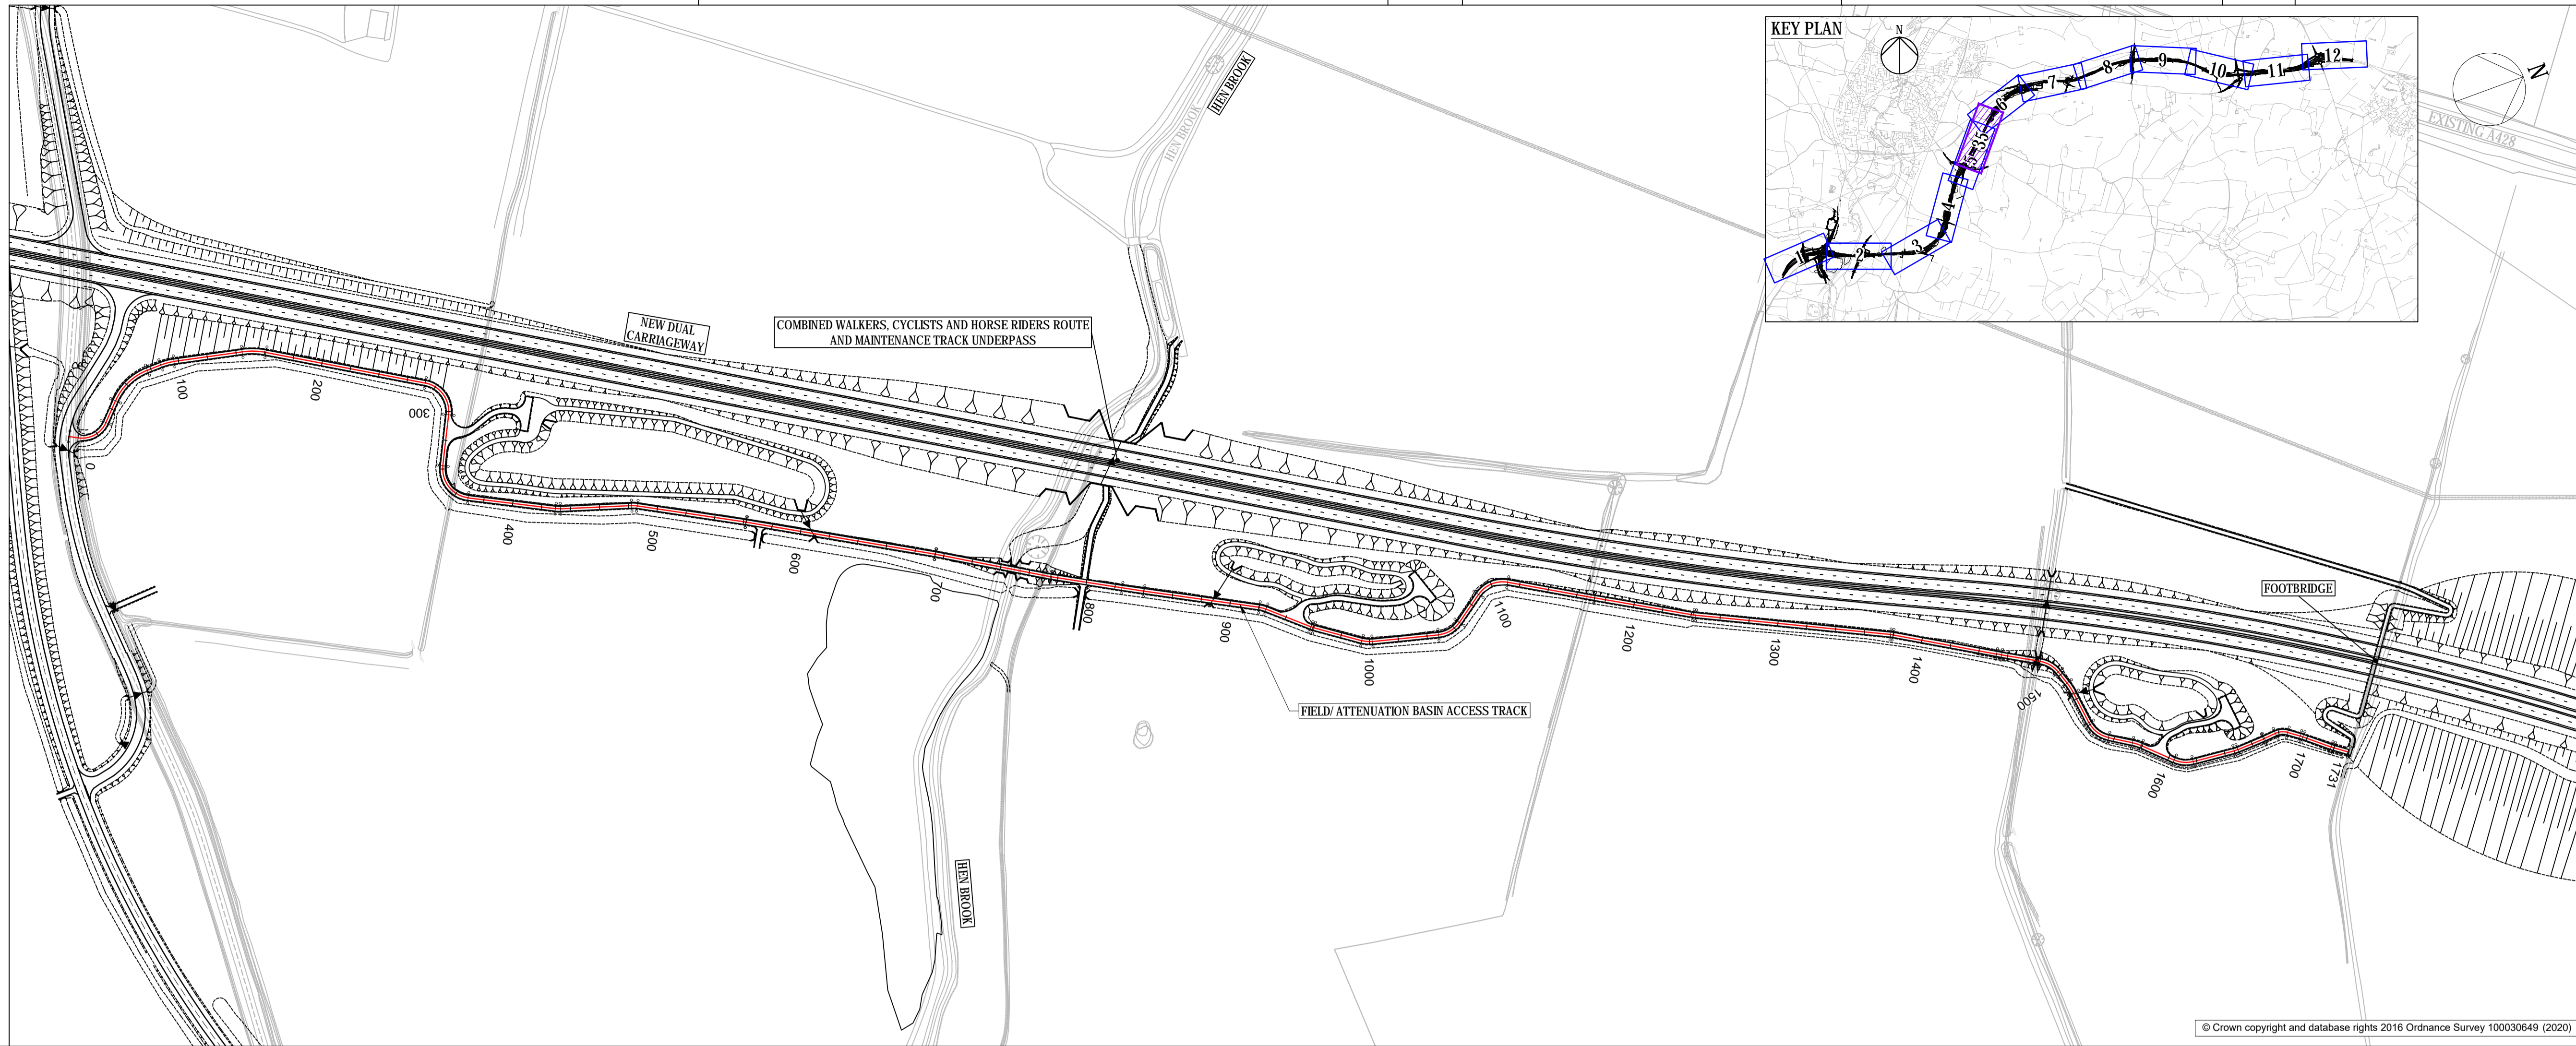 KEY PLAN
N
1
2
3
4
5-35
6
7
8
9
10
11
12
N
EXISTING A428
HEN BROOK
HEN BROOK
NEW DUAL
CARRIAGEWAY
COMBINED WALKERS, CYCLISTS AND HORSE RIDERS ROUTE
AND MAINTENANCE TRACK UNDERPASS
FOOTBRIDGE
FIELD/ ATTENUATION BASIN ACCESS TRACK
HEN BROOK
0
100
200
300
400
500
600
700
800
900
1000
1100
1200
1300
1400
1500
1600
1700
1731
© Crown copyright and database rights 2016 Ordnance Survey 100030649 (2020)